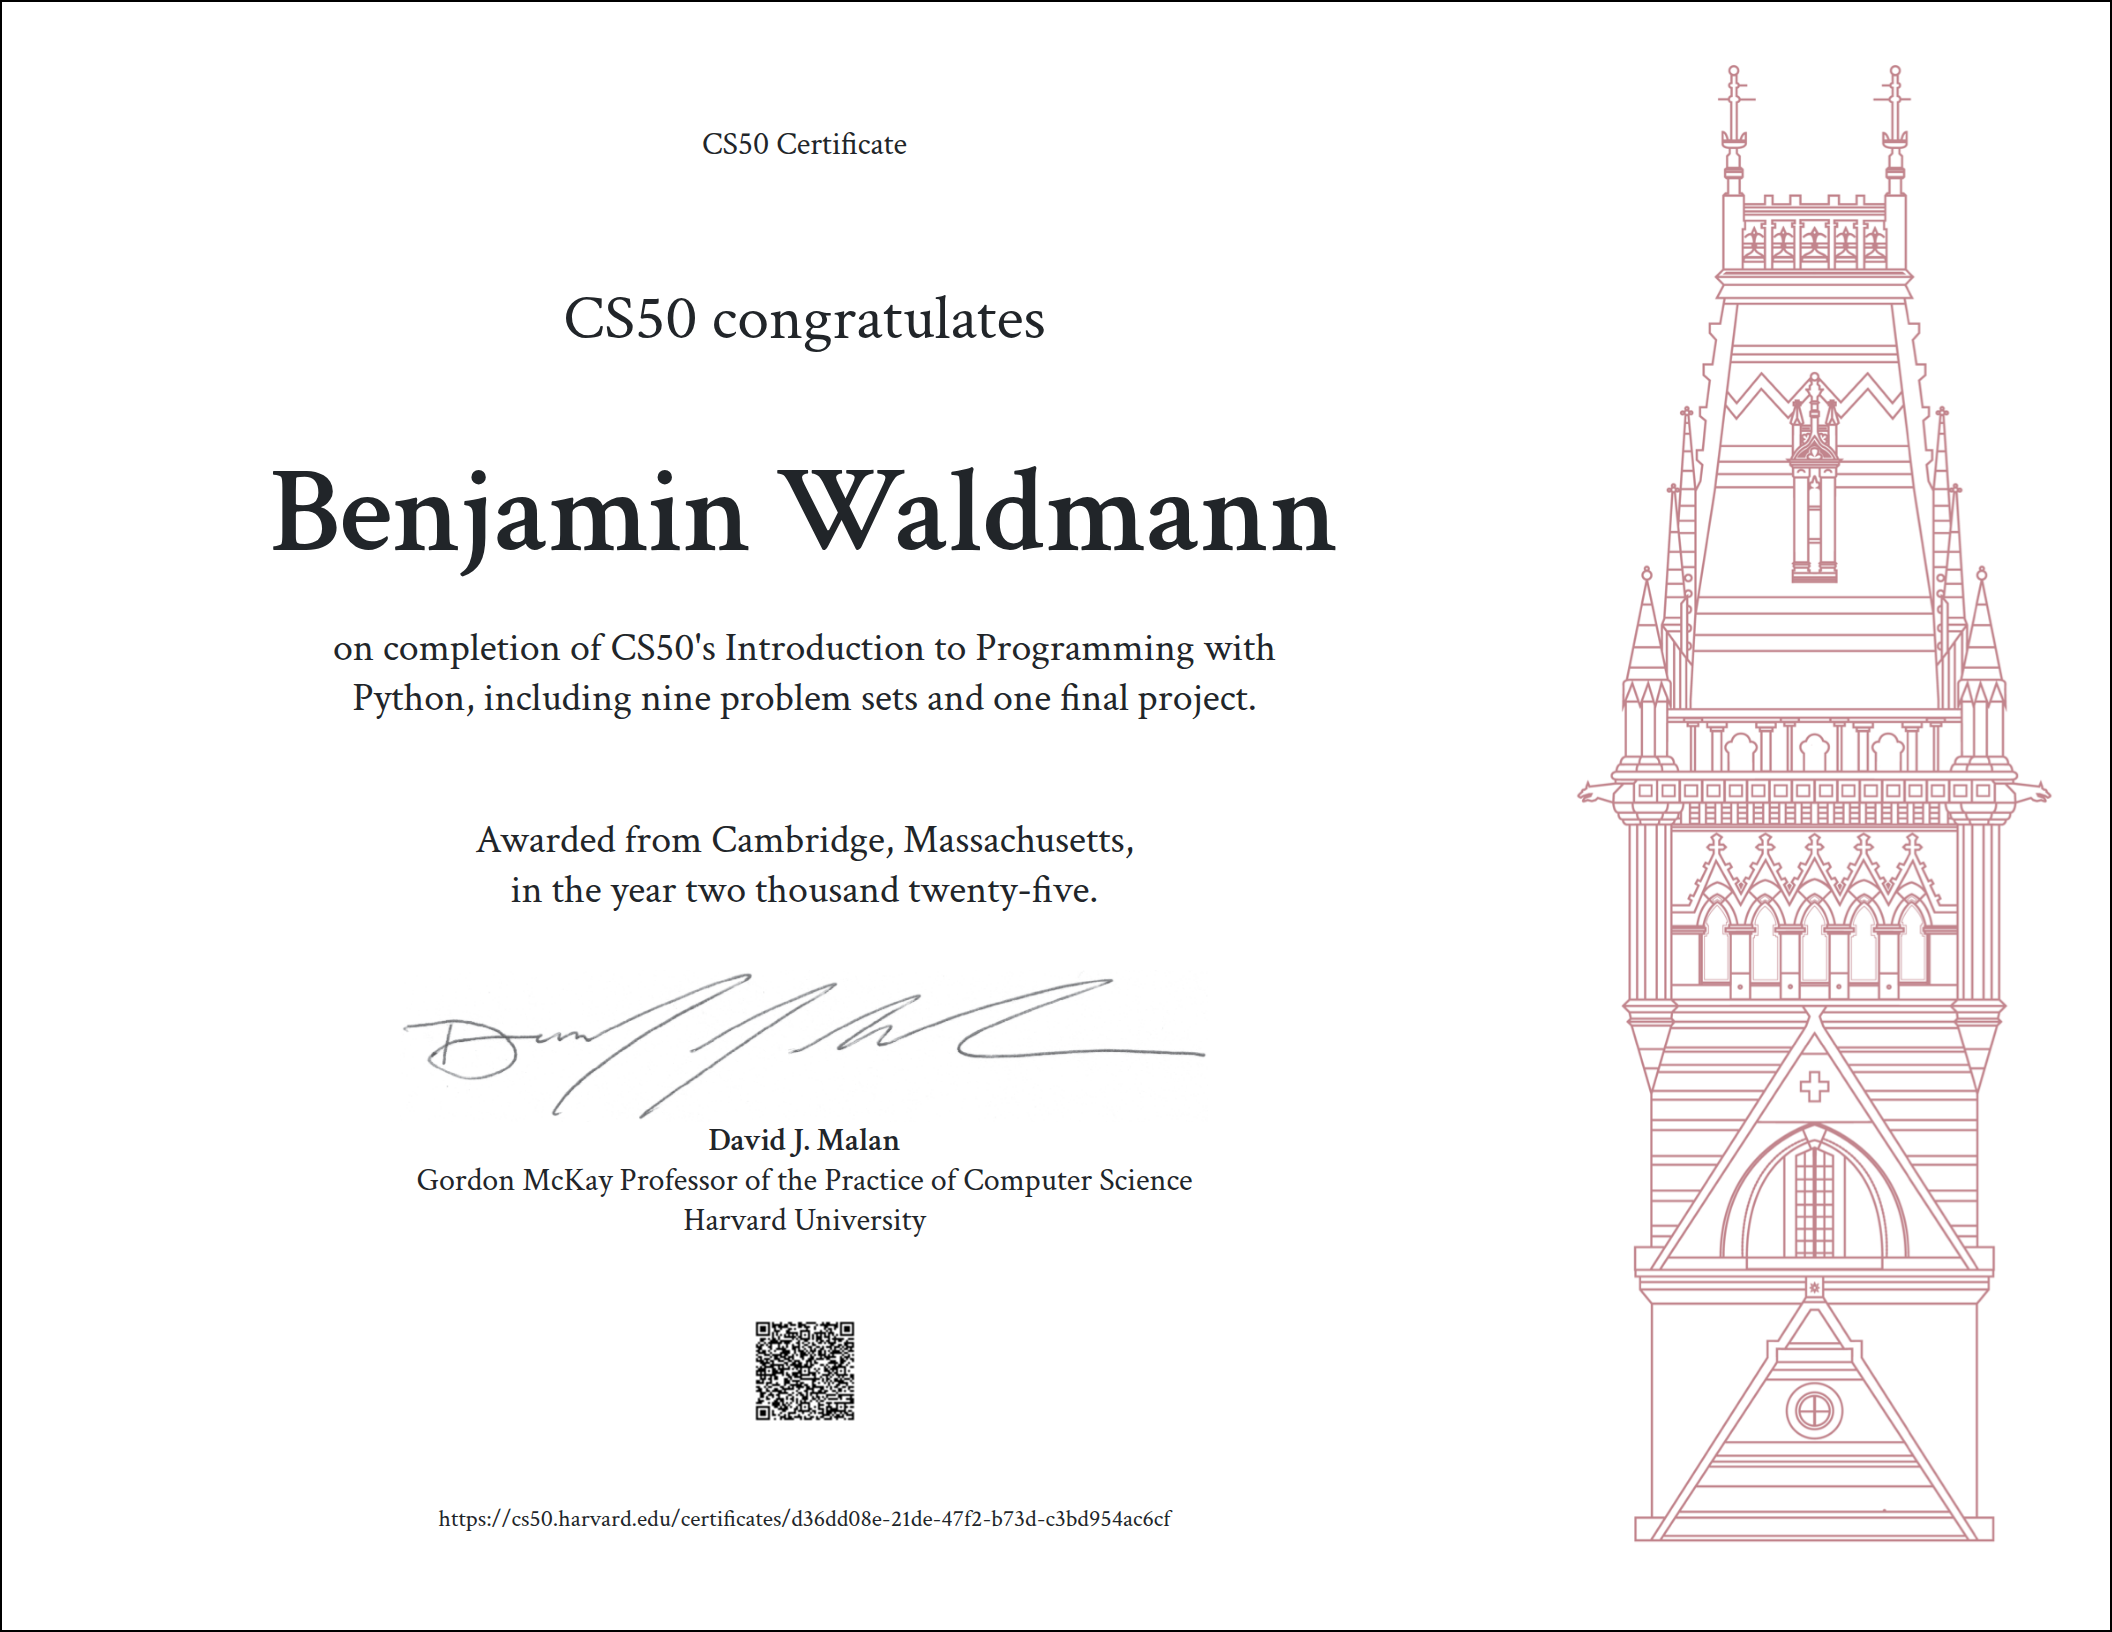 CS50 Certificate
CS50 congratulates
Benjamin Waldmann
on completion of CS50's Introduction to Programming with
Python, including nine problem sets and one final project.
Awarded from Cambridge, Massachusetts,
in the year two thousand twenty-five.
David J. Malan
Gordon McKay Professor of the Practice of Computer Science
Harvard University
https://cs50.harvard.edu/certificates/d36dd08e-21de-47f2-b73d-c3bd954ac6cf